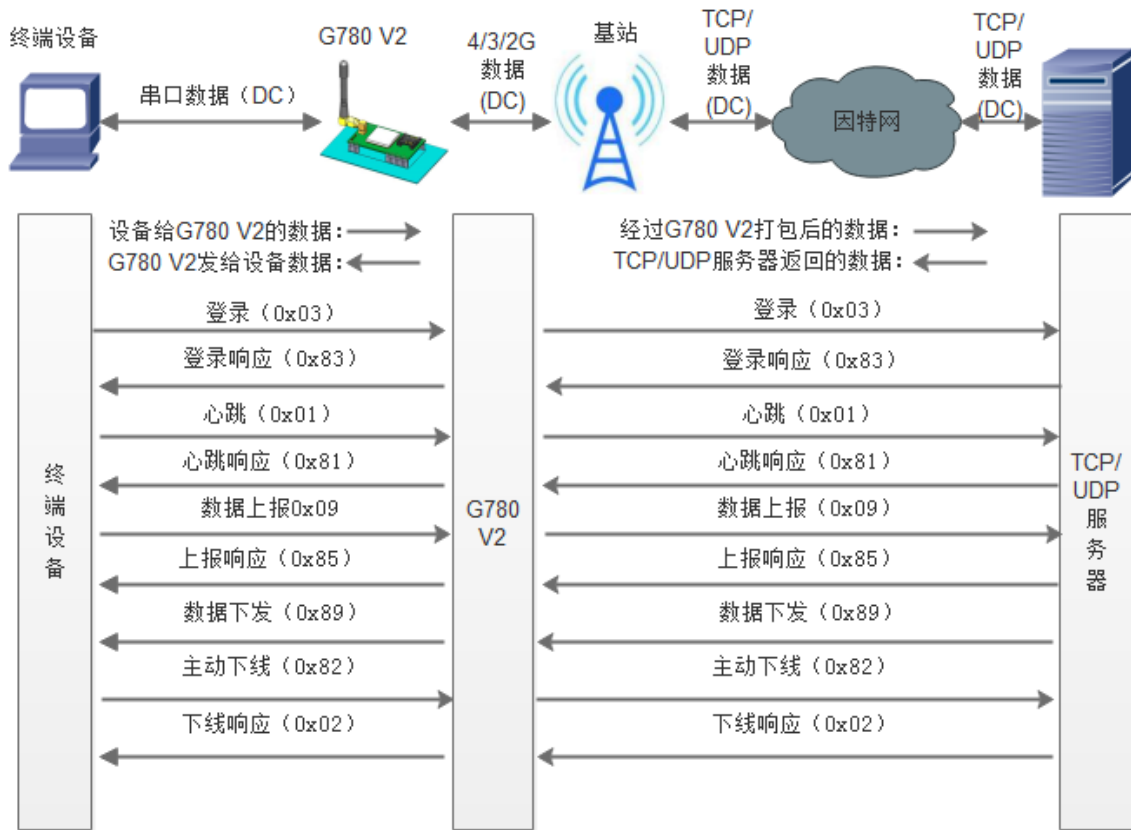 终端设备
G780 V2
4/3/2G
数据
(DC)
基站
TCP/
UDP
数据
(DC)
TCP/
UDP
数据
(DC)
串口数据（DC）
因特网
设备给G780 V2的数据：
G780 V2发给设备数据：
经过G780 V2打包后的数据：
TCP/UDP服务器返回的数据：
登录（0x03）
登录（0x03）
登录响应（0x83）
登录响应（0x83）
心跳（0x01）
心跳（0x01）
心跳响应（0x81）
心跳响应（0x81）
数据上报0x09
数据上报（0x09）
上报响应（0x85）
上报响应（0x85）
数据下发（0x89）
数据下发（0x89）
主动下线（0x82）
主动下线（0x82）
下线响应（0x02）
下线响应（0x02）
终
端
设
备
G780
V2
TCP/
UDP
服
务
器